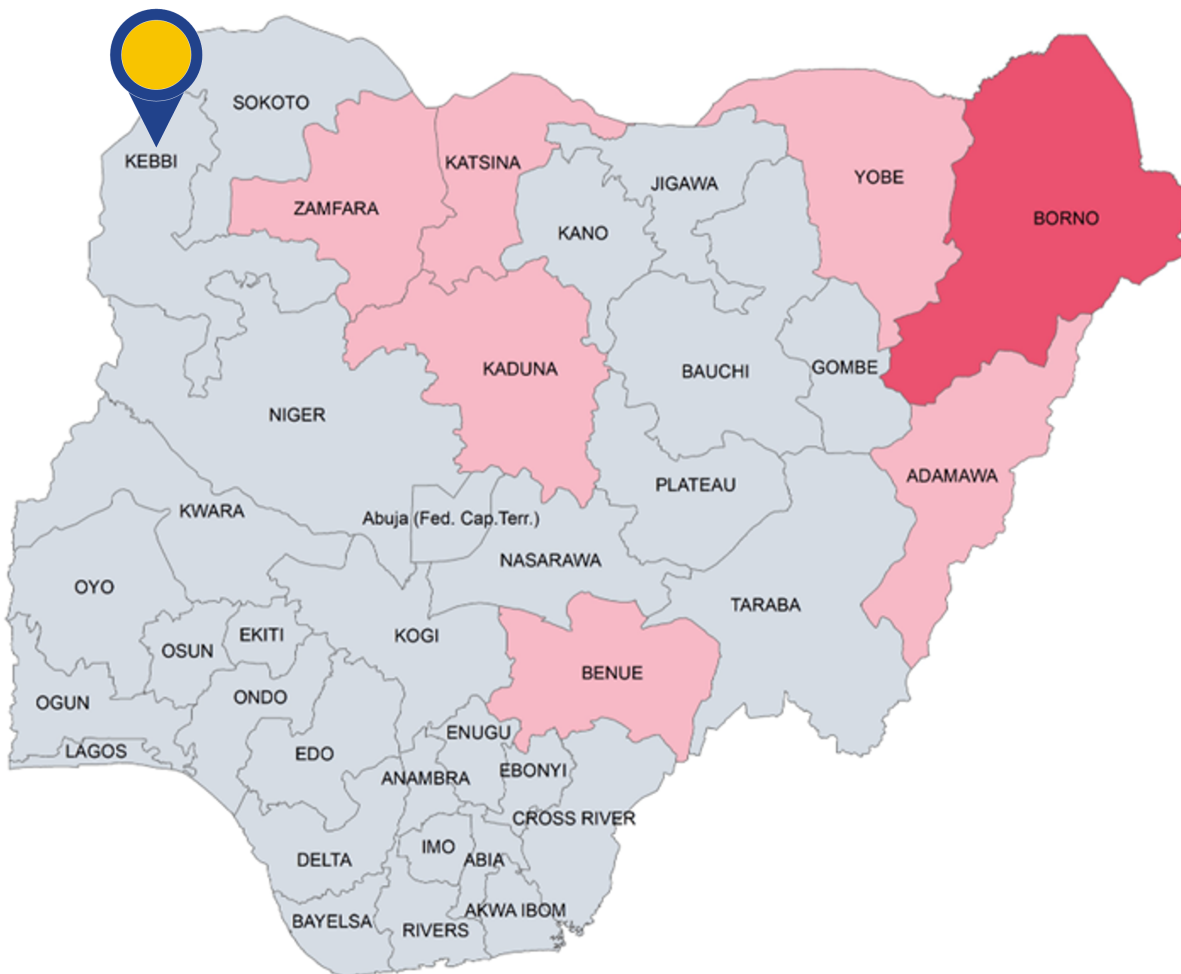 SOKOTO
KEBBI
KATSINA
YOBE
JIGAWA
ZAMFARA
BORNO
KANO
KADUNA
BAUCHI
GOMBE
NIGER
ADAMAWA
PLATEAU
KWARA
Abuja (Fed. Cap.Terr.)
NASARAWA
OYO
TARABA
EKITI
KOGI
OSUN
BENUE
OGUN
ONDO
ENUGU
LAGOS
EDO
EBONYI
ANAMBRA
CROSS RIVER
IMO
DELTA
ABIA
AKWA IBOM
BAYELSA
RIVERS